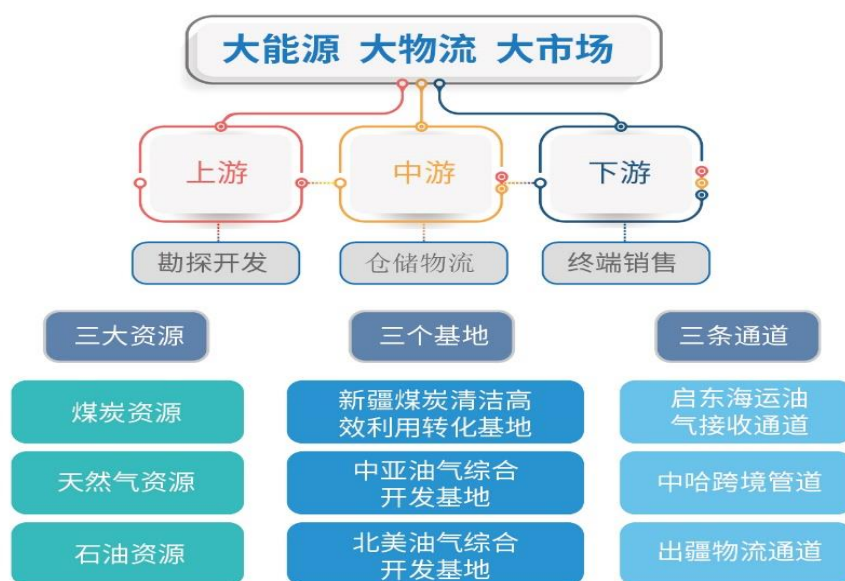 大能源 大物流 大市场
上游
中游
下游
勘探开发
仓储物流
终端销售
三大资源
三个基地
三条通道
煤炭资源
新疆煤炭清洁高
效利用转化基地
启东海运油
气接收通道
天然气资源
中亚油气综合
开发基地
中哈跨境管道
石油资源
北美油气综合
开发基地
出疆物流通道